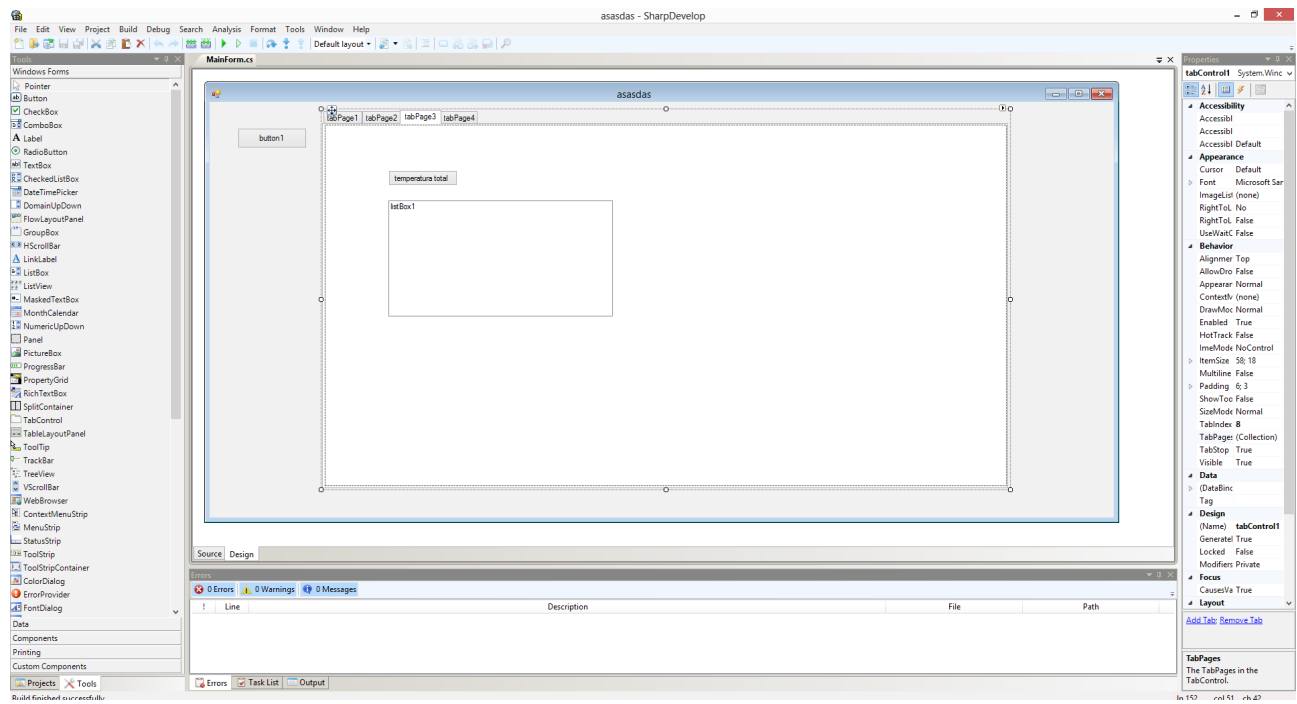 asasdas - SharpDevelop
File Edit View Project Build Debug Search Analysis Format Tools Window Help
Default layout
Tools
Windows Forms
Pointer
Button
CheckBox
ComboBox
Label
RadioButton
TextBox
CheckedListBox
DateTimePicker
DomainUpDown
FlowLayoutPanel
GroupBox
HScrollBar
LinkLabel
ListBox
ListView
MaskedTextBox
MonthCalendar
NumericUpDown
Panel
PictureBox
ProgressBar
PropertyGrid
RichTextBox
SplitContainer
TabControl
TableLayoutPanel
ToolTip
TrackBar
TreeView
VScrollBar
WebBrowser
ContextMenuStrip
MenuStrip
StatusStrip
ToolStrip
ToolStripContainer
ColorDialog
ErrorProvider
FontDialog
Data
Components
Printing
Custom Components
Projects Tools
Build finished successfully
MainForm.cs
asasdas
tabPage1 tabPage2 tabPage3 tabPage4
button1
temperatura total
listBox1
Source Design
Errors
0 Errors 0 Warnings 0 Messages
! Line Description File Path
Errors Task List Output
Properties
tabControl1 System.Winc
Accessibility
Accessibl
Accessibl
Accessibl Default
Appearance
Cursor Default
Font Microsoft San
ImageList (none)
RightToL No
RightToL False
UseWaitC False
Behavior
Alignmer Top
AllowDro False
Appearar Normal
ContextM (none)
DrawMoc Normal
Enabled True
HotTrack False
ImeMode NoControl
ItemSize 58; 18
Multiline False
Padding 6; 3
ShowToo False
SizeMode Normal
TabIndex 8
TabPages (Collection)
TabStop True
Visible True
Data
(DataBinc
Tag
Design
(Name) tabControl1
Generatel True
Locked False
Modifiers Private
Focus
CausesVa True
Layout
Add Tab; Remove Tab
TabPages
The TabPages in the
TabControl.
ln 152 col 51 ch 42